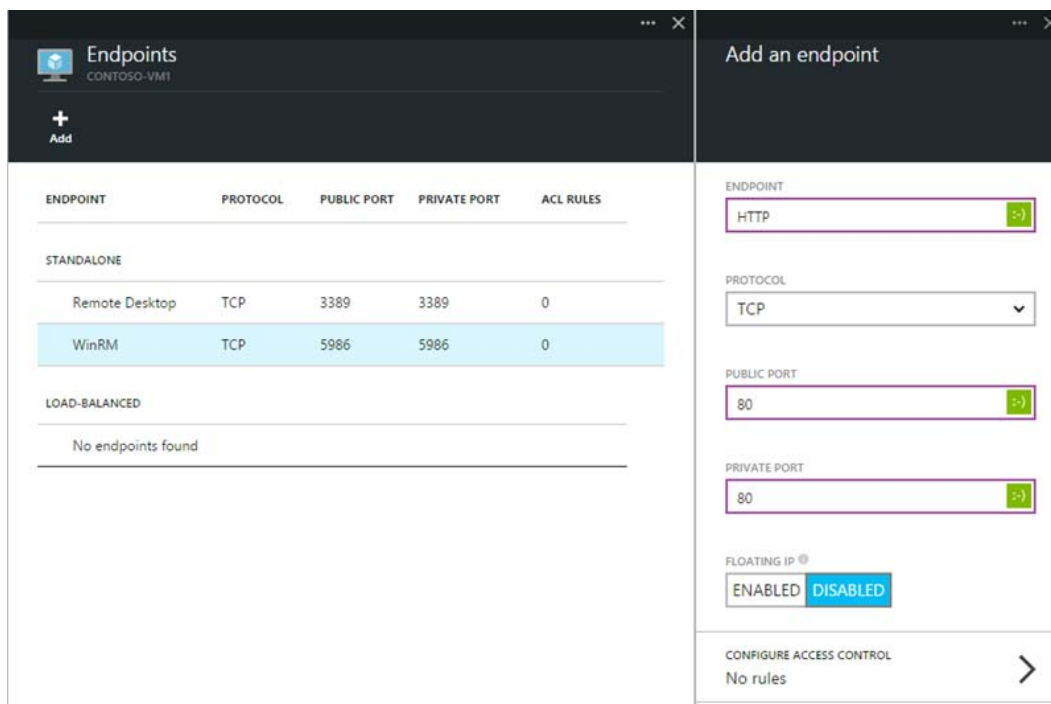 Endpoints
CONTOSO-VM1
Add
ENDPOINT PROTOCOL PUBLIC PORT PRIVATE PORT ACL RULES
STANDALONE
Remote Desktop TCP 3389 3389 0
WinRM TCP 5986 5986 0
LOAD-BALANCED
No endpoints found
Add an endpoint
ENDPOINT
HTTP :-)
PROTOCOL
TCP
PUBLIC PORT
80 :-)
PRIVATE PORT
80 :-)
FLOATING IP
ENABLED DISABLED
CONFIGURE ACCESS CONTROL
No rules